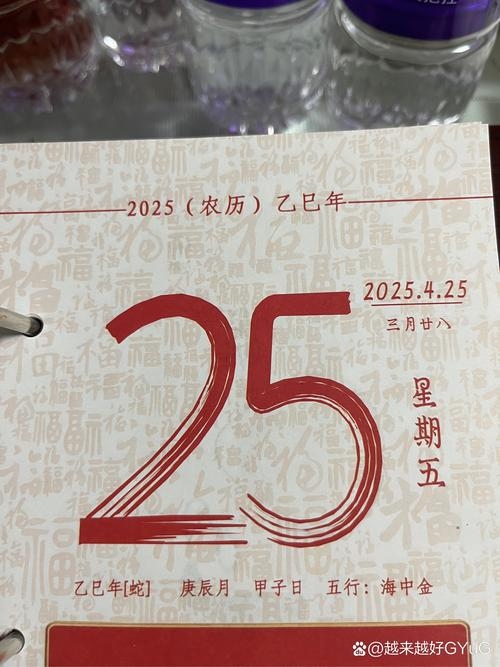 2025（农历）乙巳年
2025.4.25
三月廿八
25
星期五
乙巳年[蛇] 庚辰月 甲子日 五行：海中金
@越来越好GYuG